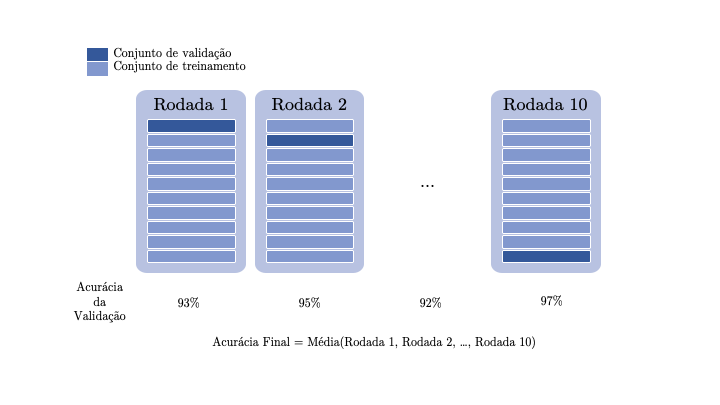 Conjunto de validação
Conjunto de treinamento
Rodada 1
Rodada 2
Rodada 10
...
Acurácia
da
Validação
93%
95%
92%
97%
Acurácia Final = Média(Rodada 1, Rodada 2, ..., Rodada 10)